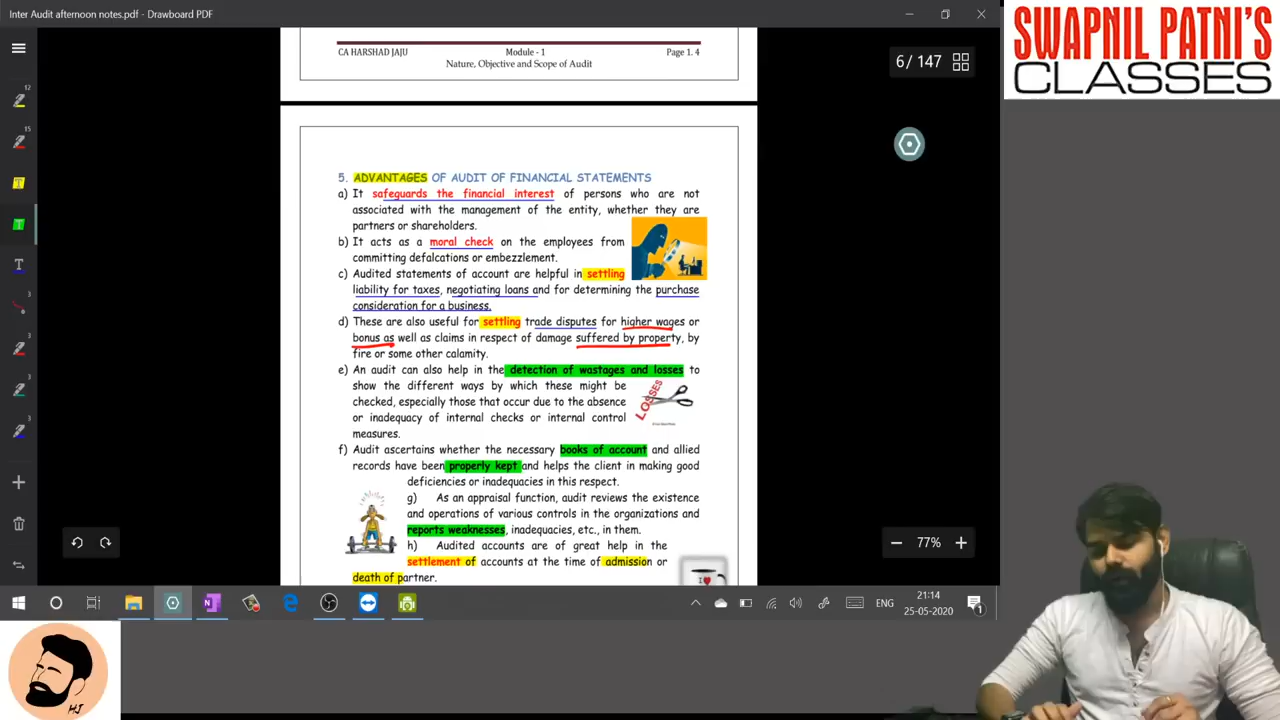 Inter Audit afternoon notes.pdf - Drawboard PDF
SWAPNIL PATNI'S
CLASSES
CA HARSHAD JAJU Module - 1 Page 1. 4
Nature, Objective and Scope of Audit
6 / 147
12
15
T
T
T
3
3
3
3
5. ADVANTAGES OF AUDIT OF FINANCIAL STATEMENTS
a) It safeguards the financial interest of persons who are not
associated with the management of the entity, whether they are
partners or shareholders.
b) It acts as a moral check on the employees from
committing defalcations or embezzlement.
c) Audited statements of account are helpful in settling
liability for taxes, negotiating loans and for determining the purchase
consideration for a business.
d) These are also useful for settling trade disputes for higher wages or
bonus as well as claims in respect of damage suffered by property, by
fire or some other calamity.
e) An audit can also help in the detection of wastages and losses to
show the different ways by which these might be
checked, especially those that occur due to the absence
or inadequacy of internal checks or internal control
measures.
LOSSES
f) Audit ascertains whether the necessary books of account and allied
records have been properly kept and helps the client in making good
deficiencies or inadequacies in this respect.
g) As an appraisal function, audit reviews the existence
and operations of various controls in the organizations and
reports weaknesses, inadequacies, etc., in them.
h) Audited accounts are of great help in the
settlement of accounts at the time of admission or
death of partner.
I
77%
ENG
21:14
25-05-2020
1
HJ